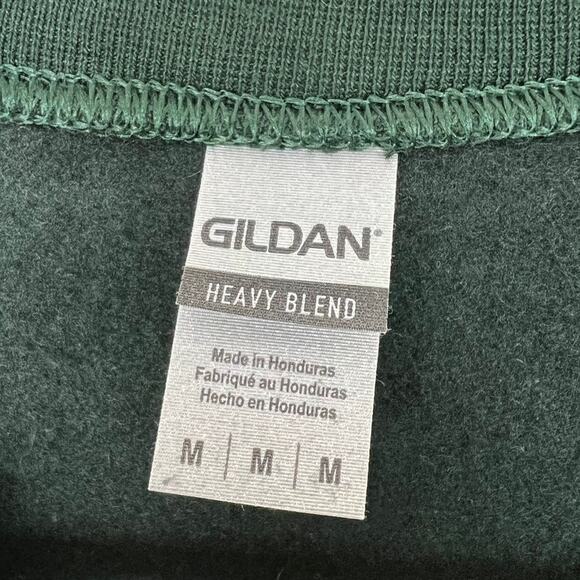 GILDAN®
HEAVY BLEND
Made in Honduras
Fabriqué au Honduras
Hecho en Honduras
M | M | M